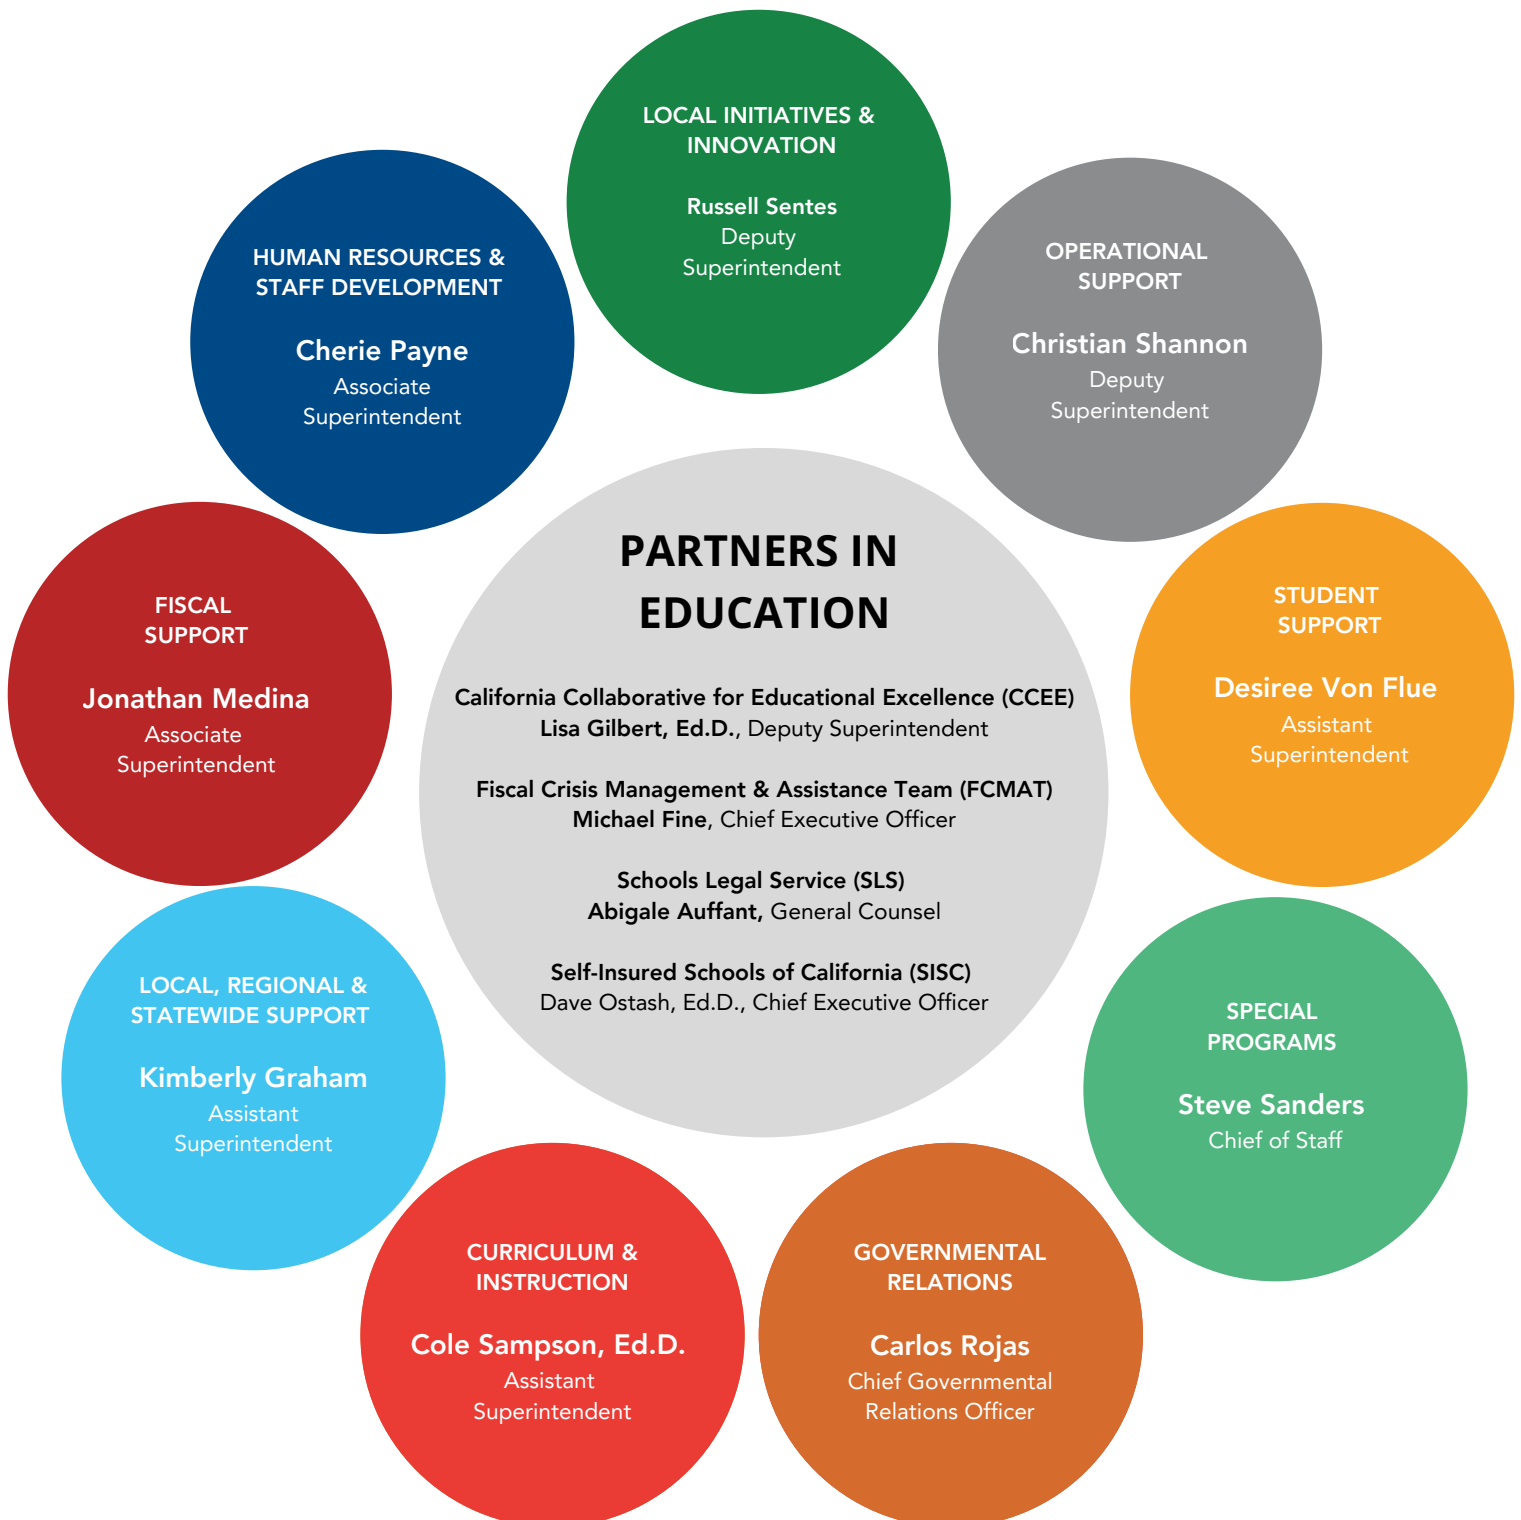 LOCAL INITIATIVES &
INNOVATION
Russell Sentes
Deputy
Superintendent
HUMAN RESOURCES &
STAFF DEVELOPMENT
Cherie Payne
Associate
Superintendent
OPERATIONAL
SUPPORT
Christian Shannon
Deputy
Superintendent
FISCAL
SUPPORT
Jonathan Medina
Associate
Superintendent
PARTNERS IN
EDUCATION
California Collaborative for Educational Excellence (CCEE)
Lisa Gilbert, Ed.D., Deputy Superintendent
Fiscal Crisis Management & Assistance Team (FCMAT)
Michael Fine, Chief Executive Officer
Schools Legal Service (SLS)
Abigale Auffant, General Counsel
Self-Insured Schools of California (SISC)
Dave Ostash, Ed.D., Chief Executive Officer
STUDENT
SUPPORT
Desiree Von Flue
Assistant
Superintendent
LOCAL, REGIONAL &
STATEWIDE SUPPORT
Kimberly Graham
Assistant
Superintendent
SPECIAL
PROGRAMS
Steve Sanders
Chief of Staff
CURRICULUM &
INSTRUCTION
Cole Sampson, Ed.D.
Assistant
Superintendent
GOVERNMENTAL
RELATIONS
Carlos Rojas
Chief Governmental
Relations Officer